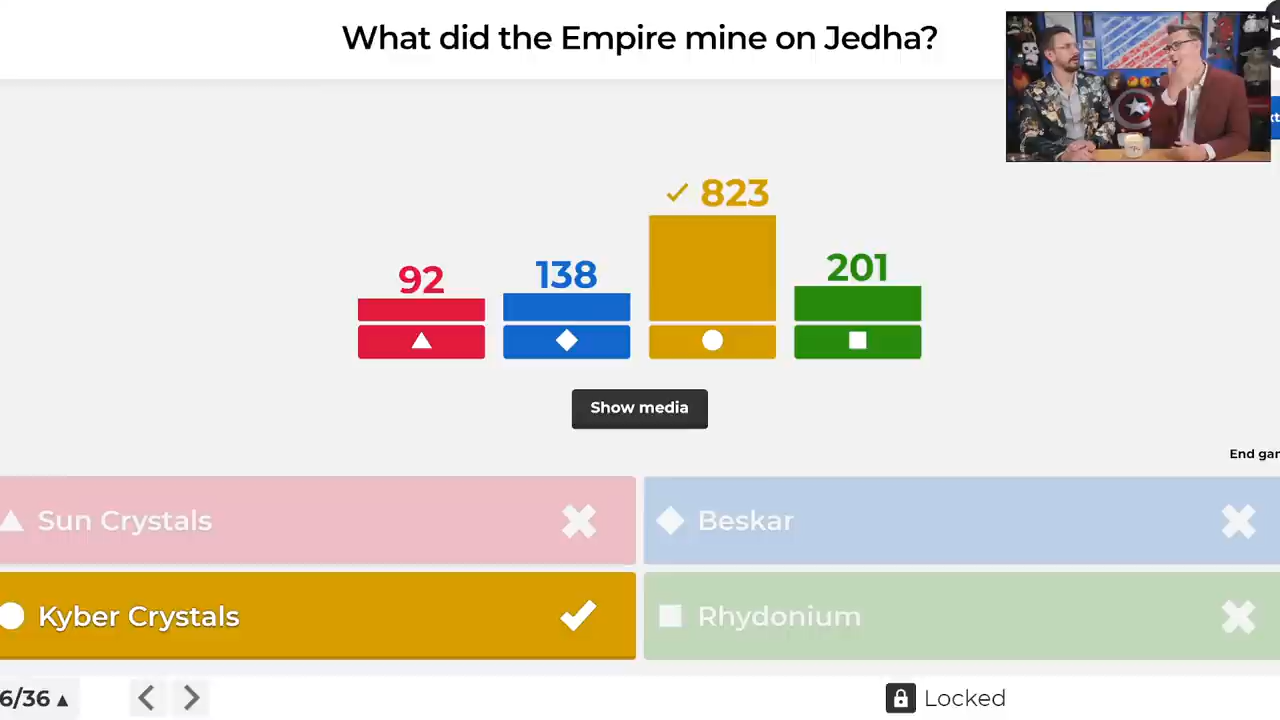 What did the Empire mine on Jedha?
92
138
823
201
Show media
End gar
Sun Crystals
Beskar
Kyber Crystals
Rhydonium
6/36
Locked